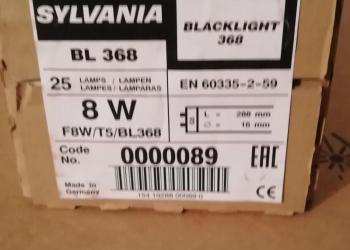 SYLVANIA
BLACKLIGHT
368
BL 368
25 LAMPS / LAMPEN
LAMPES / LAMPARAS
EN 60335-2-59
8 W
F8W/T5/BL368
L = 288 mm
Ø = 16 mm
Code
No.
0000089
EAC
Made in
Germany
CE